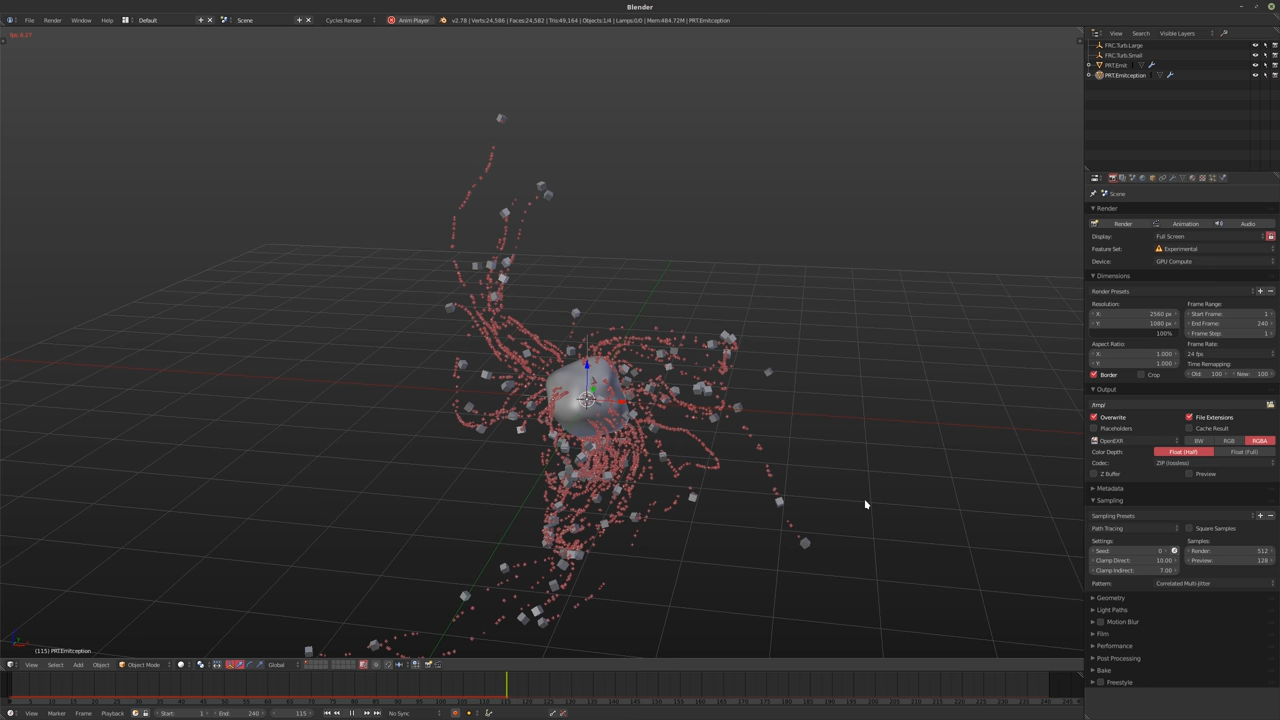 Blender
File Render Window Help Default Scene Cycles Render Anim Player v2.78 | Verts:24,586 | Faces:24,582 | Tris:49,164 | Objects:1/4 | Lamps:0/0 | Mem:484.72M | PRT.Emitception
fps: 8.27
View Search Visible Layers
FRC.Turb.Large
FRC.Turb.Small
PRT.Emit
PRT.Emitception
Scene
Render
Render Animation Audio
Display: Full Screen
Feature Set: Experimental
Device: GPU Compute
Dimensions
Render Presets
Resolution: Frame Range:
X: 2560 px Start Frame: 1
Y: 1080 px End Frame: 240
100% Frame Step: 1
Aspect Ratio: Frame Rate:
X: 1.000 24 fps
Y: 1.000 Time Remapping:
Border Crop Old: 100 New: 100
Output
/tmp/
Overwrite File Extensions
Placeholders Cache Result
OpenEXR BW RGB RGBA
Color Depth: Float (Half) Float (Full)
Codec: ZIP (lossless)
Z Buffer Preview
Metadata
Sampling
Sampling Presets
Path Tracing Square Samples
Settings: Samples:
Seed: 0 Render: 512
Clamp Direct: 10.00 Preview: 128
Clamp Indirect: 7.00
Pattern: Correlated Multi-Jitter
Geometry
Light Paths
Motion Blur
Film
Performance
Post Processing
Bake
Freestyle
(115) PRT.Emitception
View Select Add Object Object Mode Global
View Marker Frame Playback Start: 1 End: 240 115 No Sync